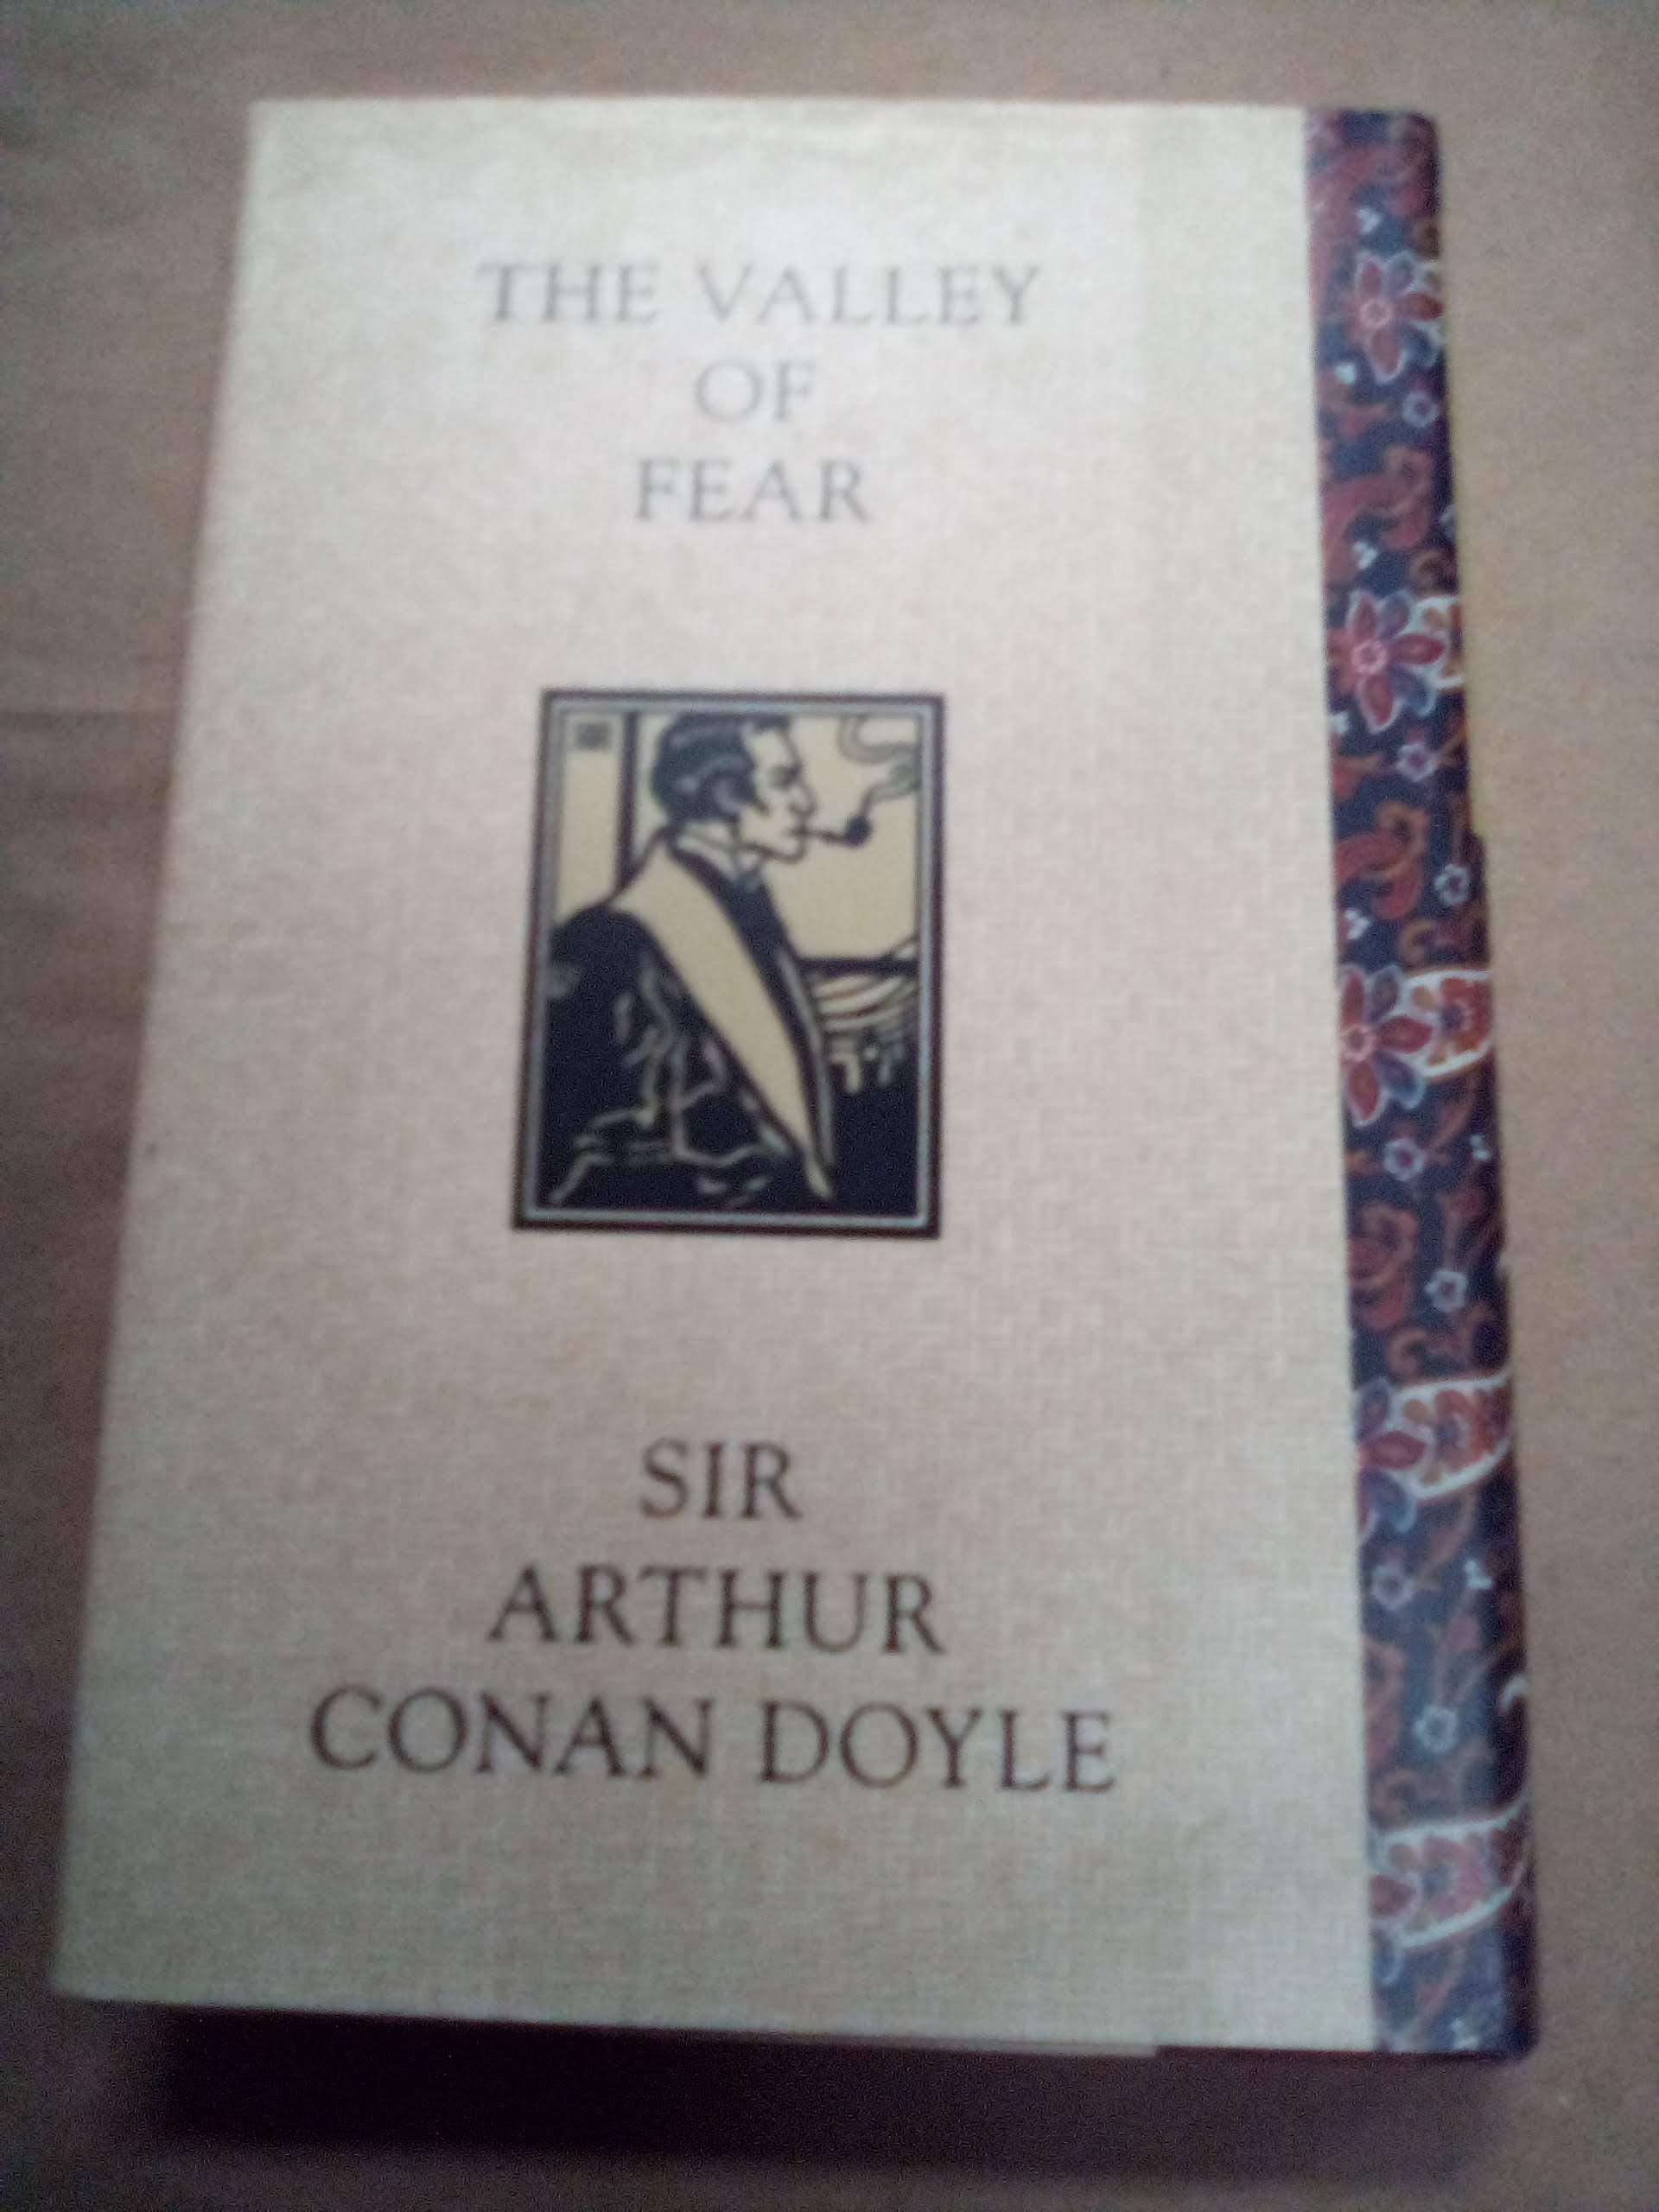 THE VALLEY
OF
FEAR
SIR
ARTHUR
CONAN DOYLE